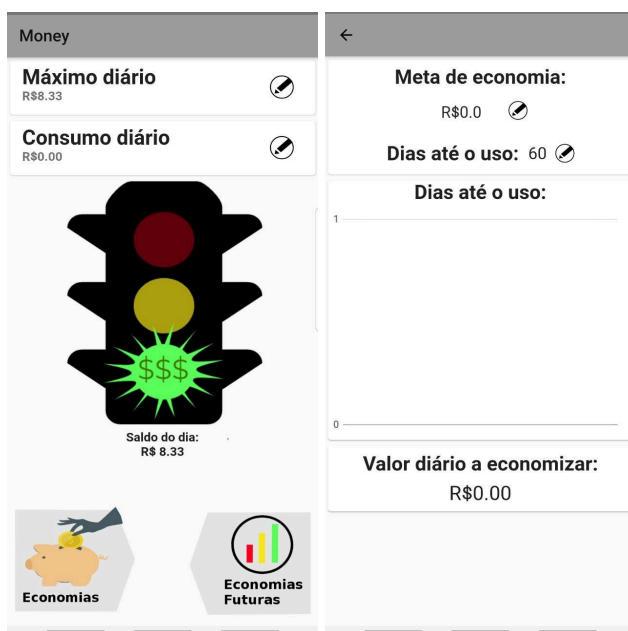 Money
Máximo diário
R$8.33
Consumo diário
R$0.00
$$$
Saldo do dia:
R$ 8.33
Economias
Economias
Futuras
Meta de economia:
R$0.0
Dias até o uso: 60
Dias até o uso:
1
0
Valor diário a economizar:
R$0.00